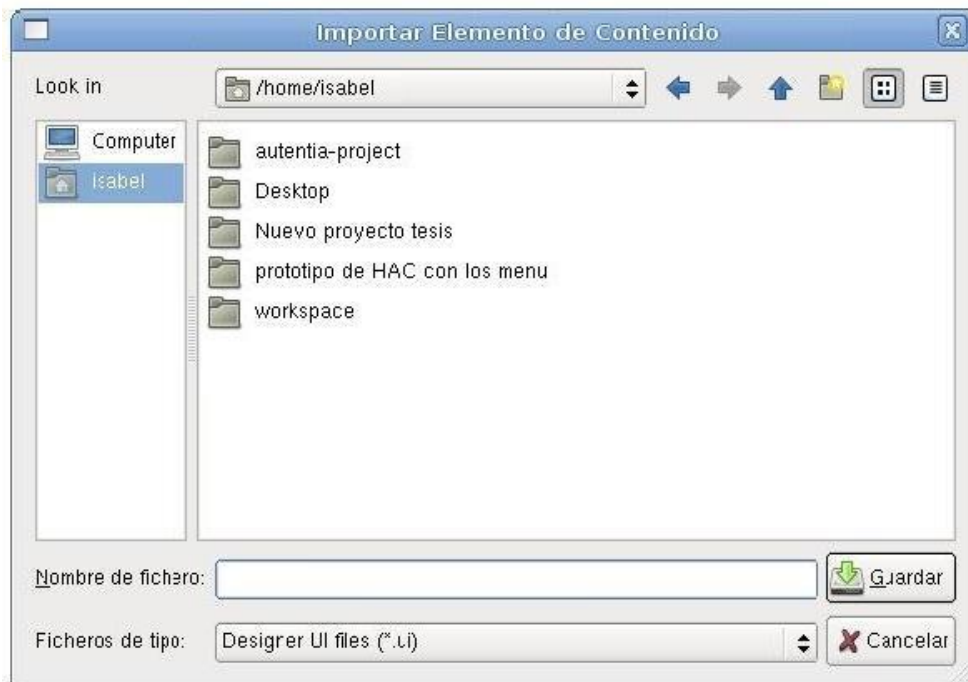 Importar Elemento de Contenido
Look in
/home/isabel
Computer
isabel
autentia-project
Desktop
Nuevo proyecto tesis
prototipo de HAC con los menu
workspace
Nombre de fichero:
Guardar
Ficheros de tipo:
Designer UI files (*.ui)
Cancelar